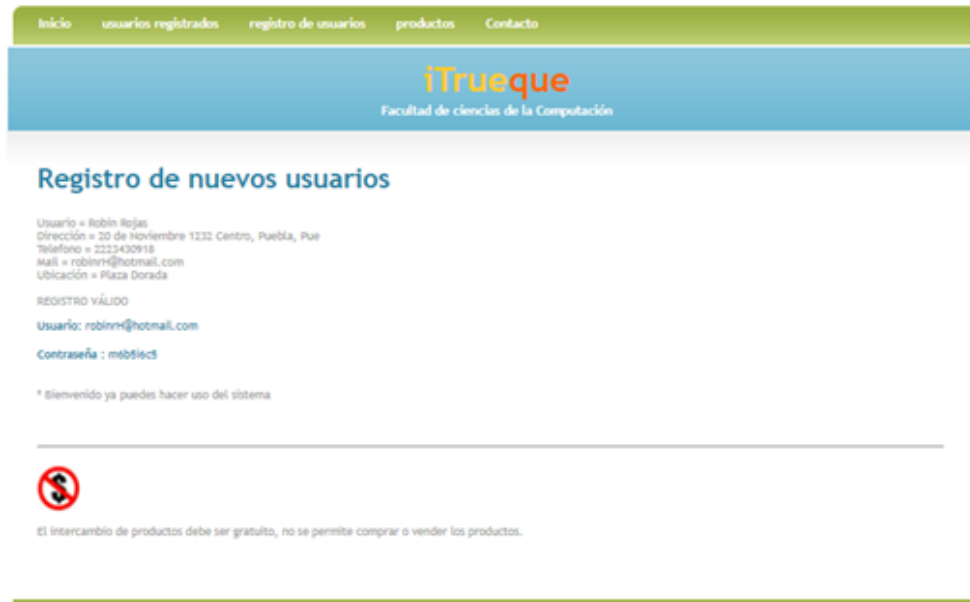 Inicio usuarios registrados registro de usuarios productos Contacto
iTrueque
Facultad de ciencias de la Computación
Registro de nuevos usuarios
Usuario = Robin Rojas
Dirección = 20 de Noviembre 1232 Centro, Puebla, Pue
Telefono = 2223430918
Mail = robinrH@hotmail.com
Ubicación = Plaza Dorada
REGISTRO VÁLIDO
Usuario: robinrH@hotmail.com
Contraseña : m6b5i6c5
* Bienvenido ya puedes hacer uso del sistema
$
El intercambio de productos debe ser gratuito, no se permite comprar o vender los productos.